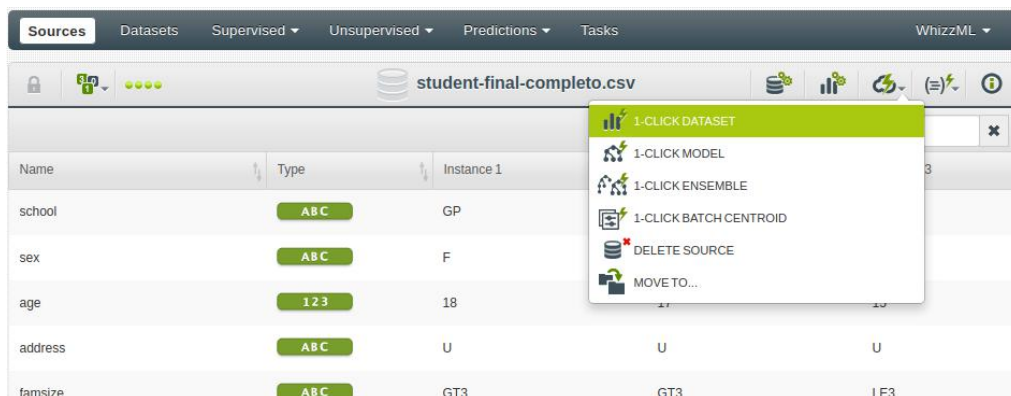 Sources Datasets Supervised Unsupervised Predictions Tasks WhizzML
student-final-completo.csv
1-CLICK DATASET
1-CLICK MODEL
1-CLICK ENSEMBLE
1-CLICK BATCH CENTROID
DELETE SOURCE
MOVE TO...
Name Type Instance 1 3
school ABC GP
sex ABC F
age 123 18 17 15
address ABC U U U
famsize ABC GT3 GT3 LE3